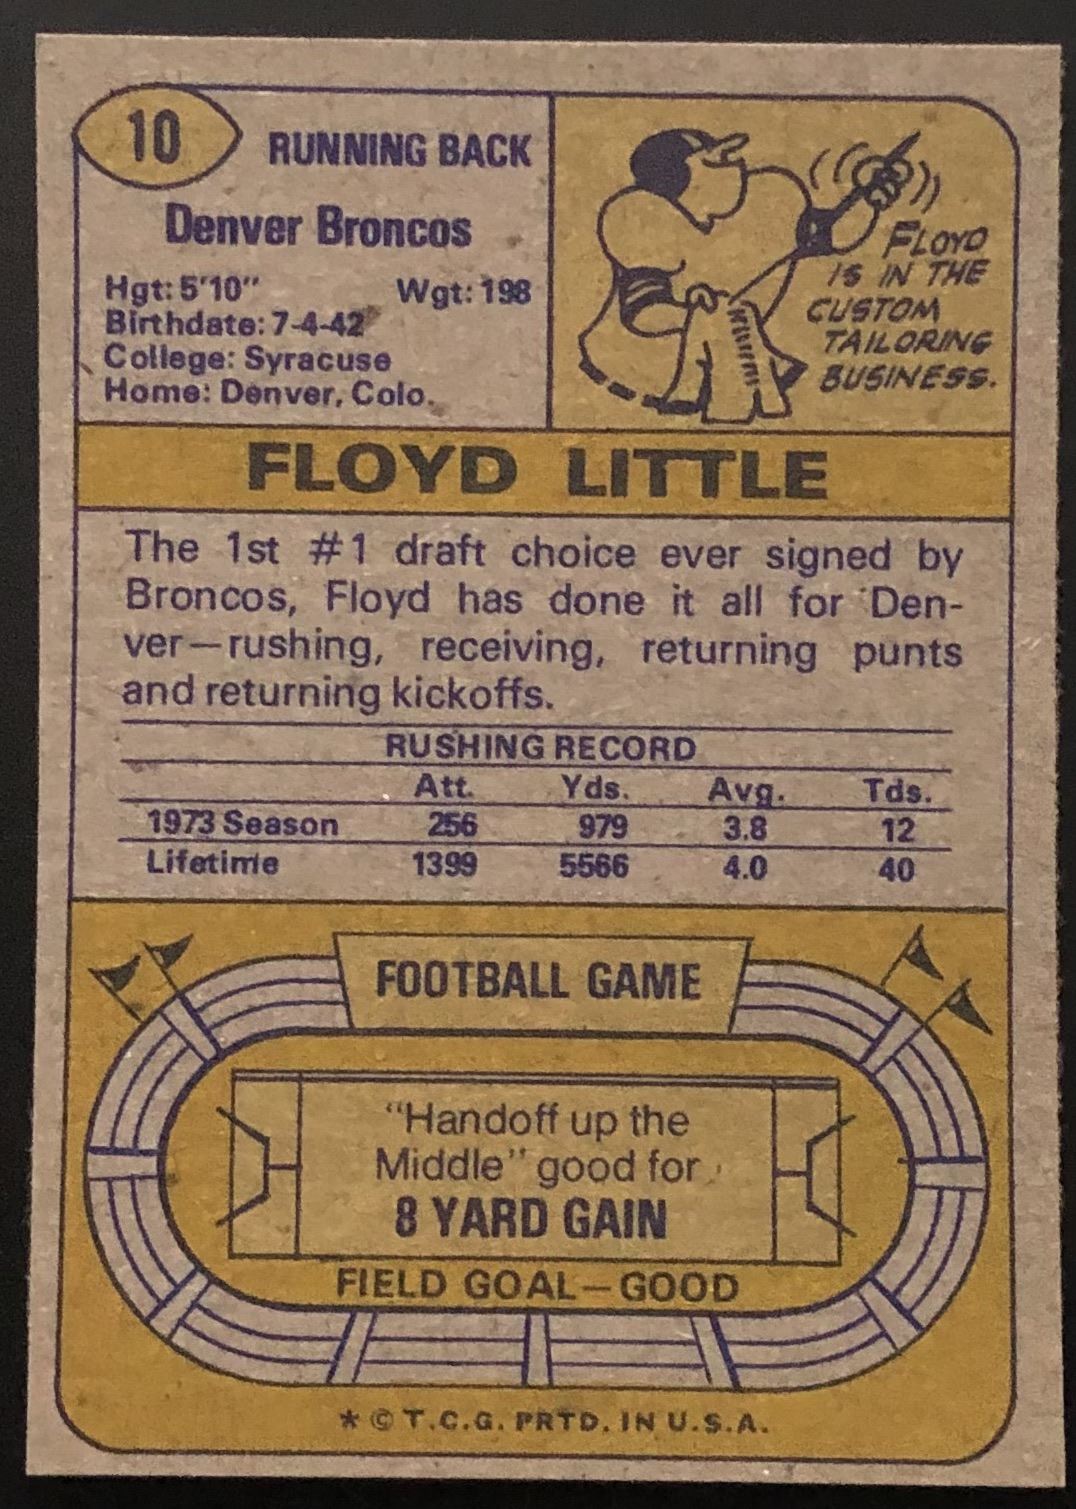 10
RUNNING BACK
Denver Broncos
Hgt: 5'10" Wgt: 198
Birthdate: 7-4-42
College: Syracuse
Home: Denver, Colo.
FLOYD
IS IN THE
CUSTOM
TAILORING
BUSINESS.
FLOYD LITTLE
The 1st #1 draft choice ever signed by
Broncos, Floyd has done it all for Den-
ver—rushing, receiving, returning punts
and returning kickoffs.
RUSHING RECORD
Att. Yds. Avg. Tds.
1973 Season 256 979 3.8 12
Lifetime 1399 5566 4.0 40
FOOTBALL GAME
"Handoff up the
Middle" good for
8 YARD GAIN
FIELD GOAL—GOOD
* © T.C.G. PRTD. IN U.S.A.